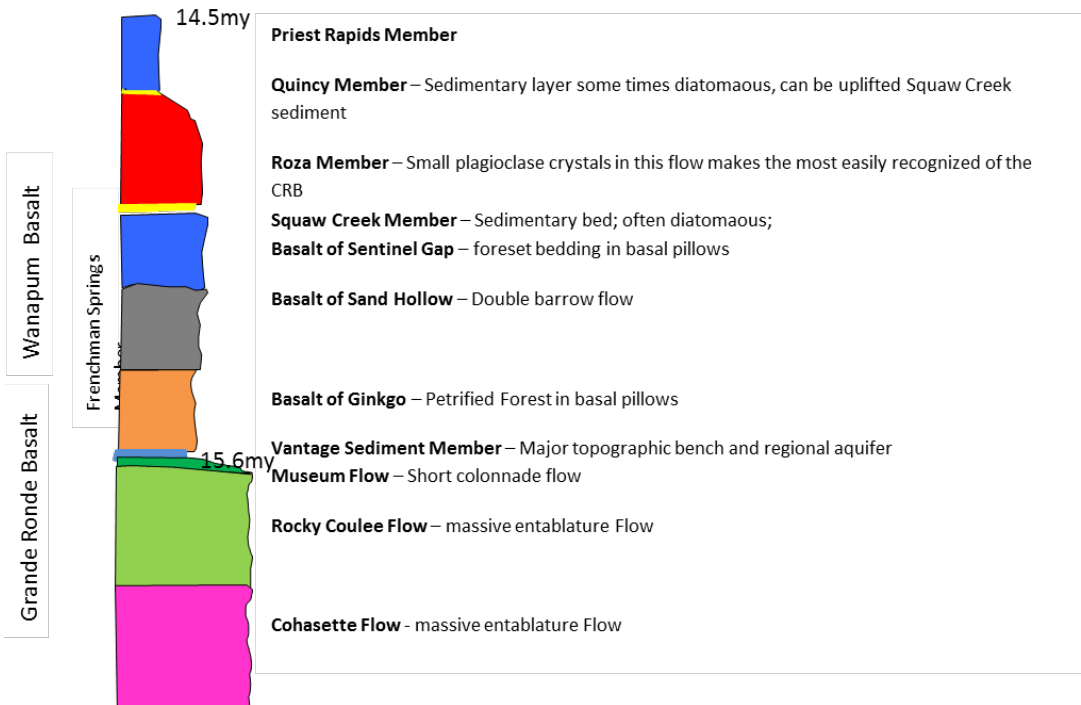 14.5my
Priest Rapids Member
Quincy Member – Sedimentary layer some times diatomaous, can be uplifted Squaw Creek
sediment
Roza Member – Small plagioclase crystals in this flow makes the most easily recognized of the
CRB
Squaw Creek Member – Sedimentary bed; often diatomaous;
Basalt of Sentinel Gap – foreset bedding in basal pillows
Basalt of Sand Hollow – Double barrow flow
Basalt of Ginkgo – Petrified Forest in basal pillows
Vantage Sediment Member – Major topographic bench and regional aquifer
15.6my
Museum Flow – Short colonnade flow
Rocky Coulee Flow – massive entablature Flow
Cohasette Flow - massive entablature Flow
Wanapum Basalt
Frenchman Springs
Grande Ronde Basalt